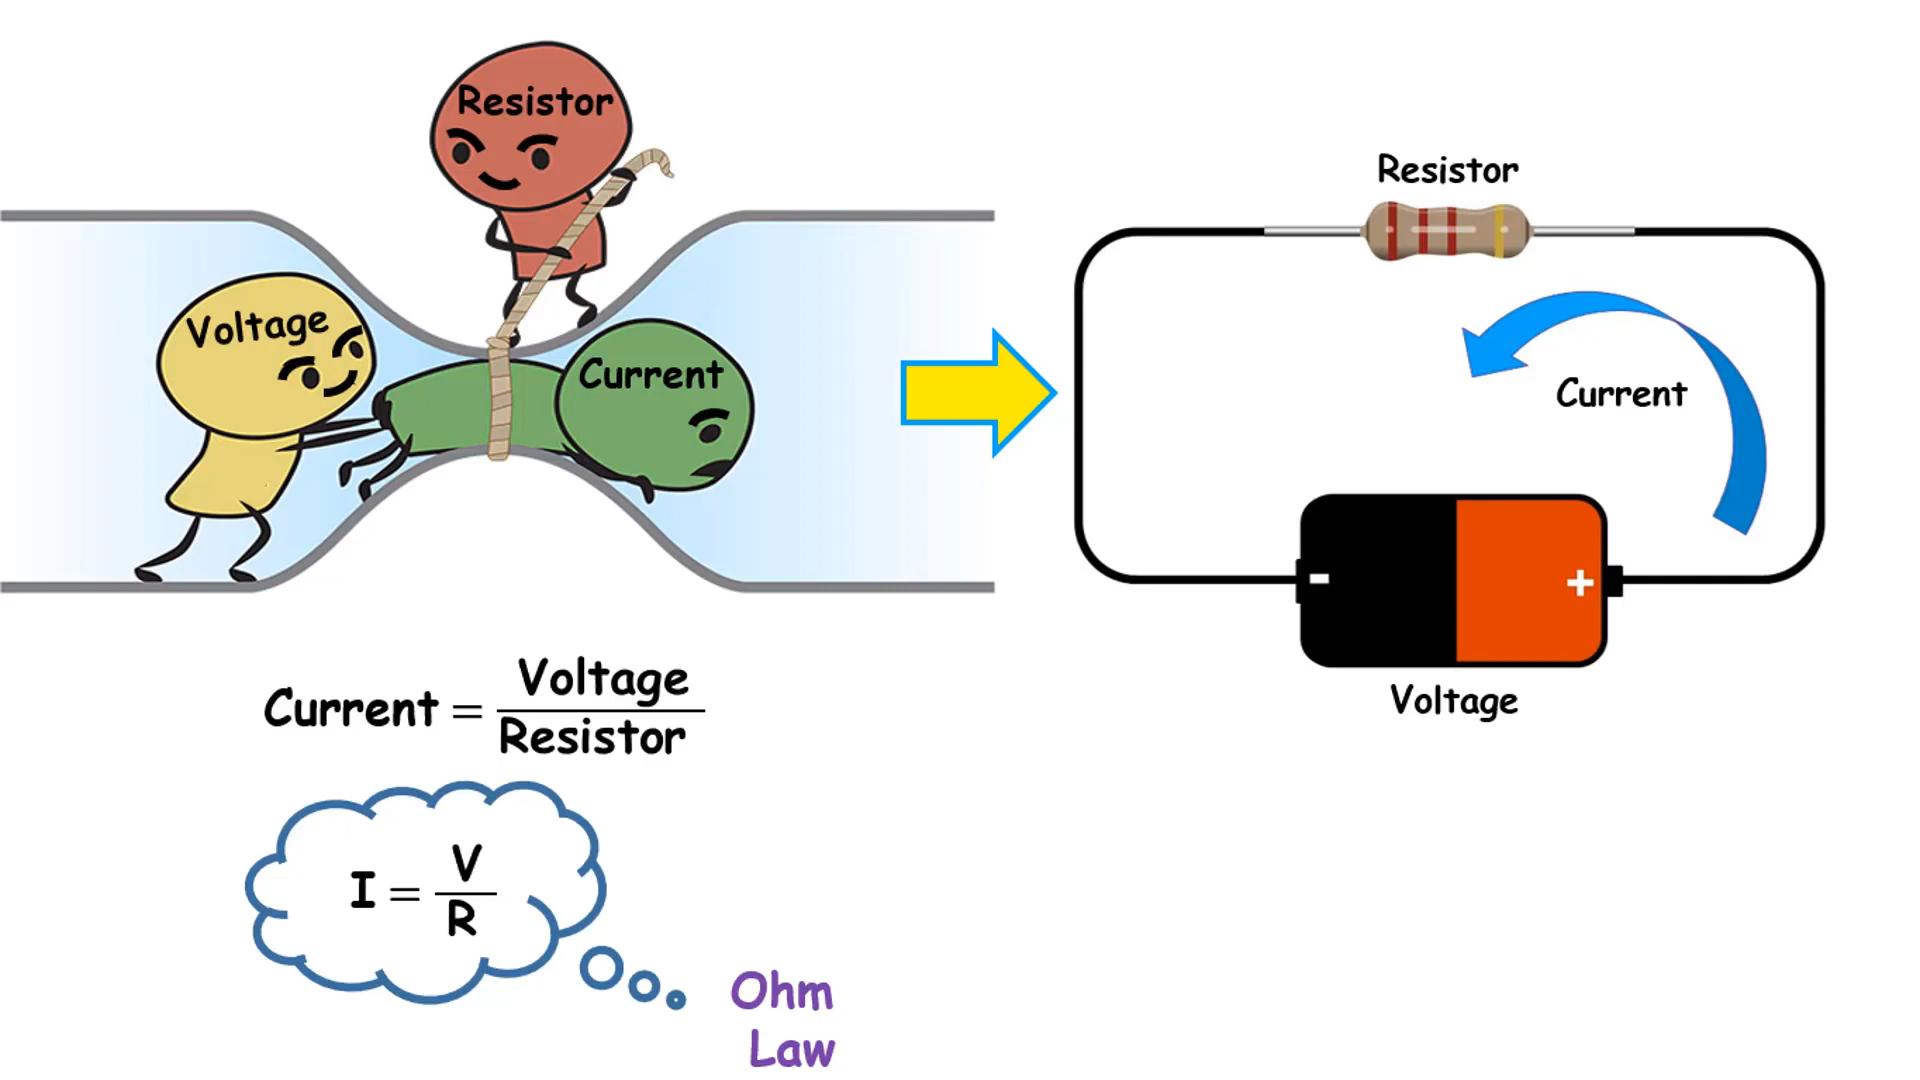 Resistor
Voltage
Current
Current = Voltage
Resistor
I = V
R
Ohm
Law
Resistor
Current
-
+
Voltage